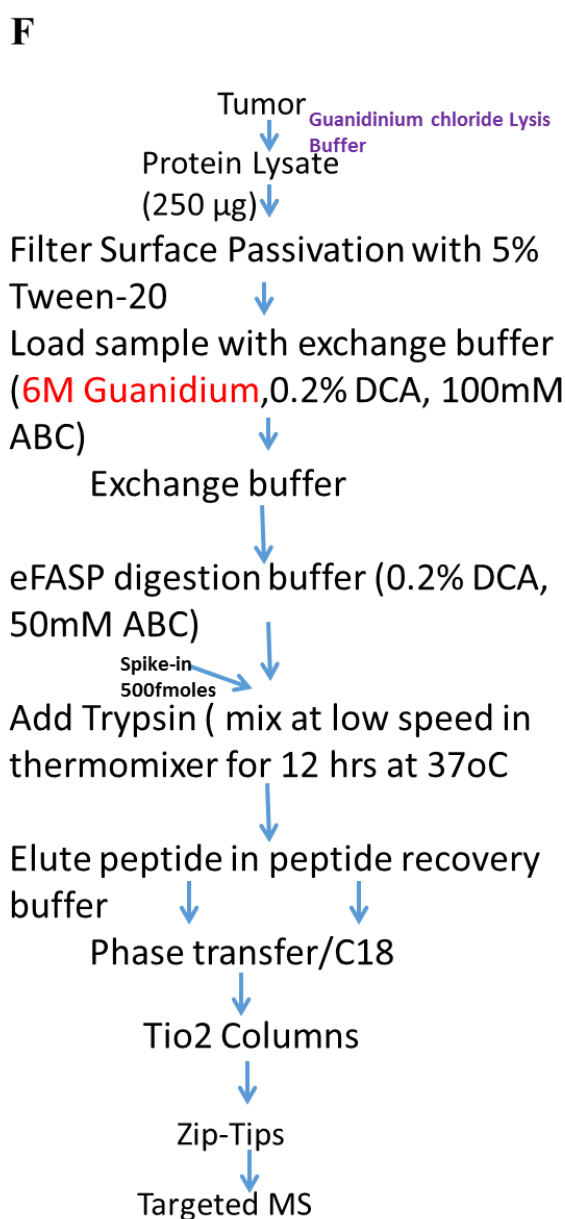 F
Tumor
Guanidinium chloride Lysis
Buffer
Protein Lysate
(250 µg)
Filter Surface Passivation with 5%
Tween-20
Load sample with exchange buffer
(6M Guanidium,0.2% DCA, 100mM
ABC)
Exchange buffer
eFASP digestion buffer (0.2% DCA,
50mM ABC)
Spike-in
500fmoles
Add Trypsin ( mix at low speed in
thermomixer for 12 hrs at 37oC
Elute peptide in peptide recovery
buffer
Phase transfer/C18
Tio2 Columns
Zip-Tips
Targeted MS